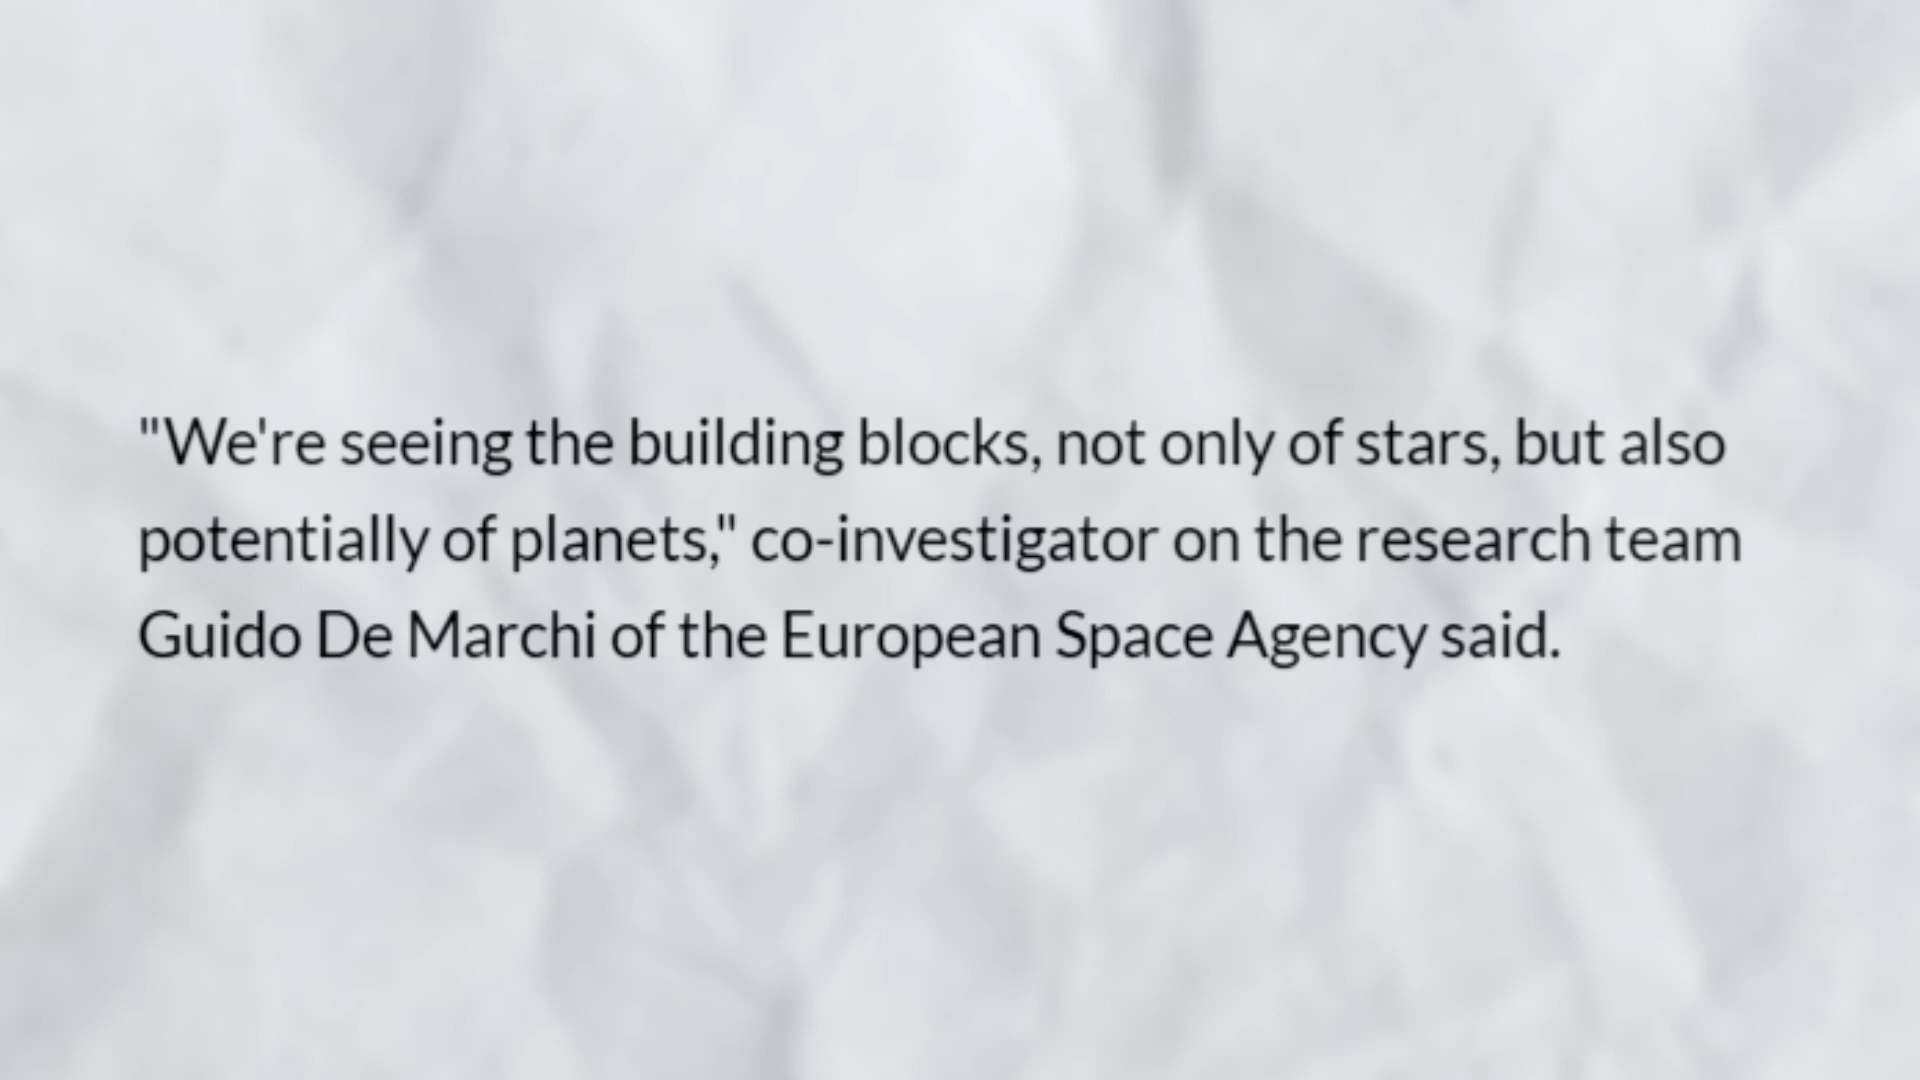 "We're seeing the building blocks, not only of stars, but also
potentially of planets," co-investigator on the research team
Guido De Marchi of the European Space Agency said.